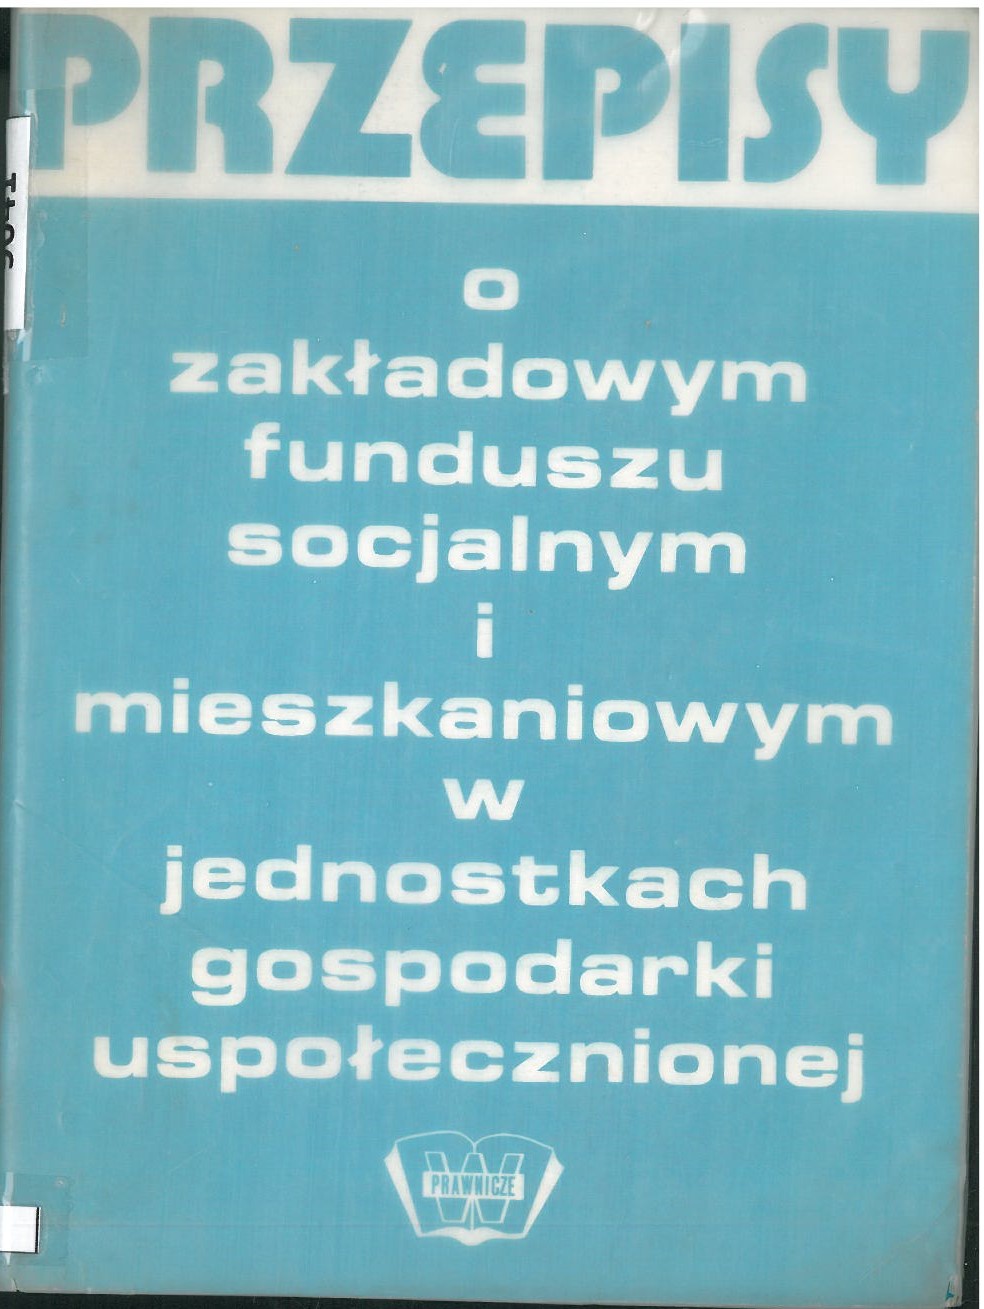 PRZEPISY
o
zakładowym
funduszu
socjalnym
i
mieszkaniowym
w
jednostkach
gospodarki
uspołecznionej
W
PRAWNICZE